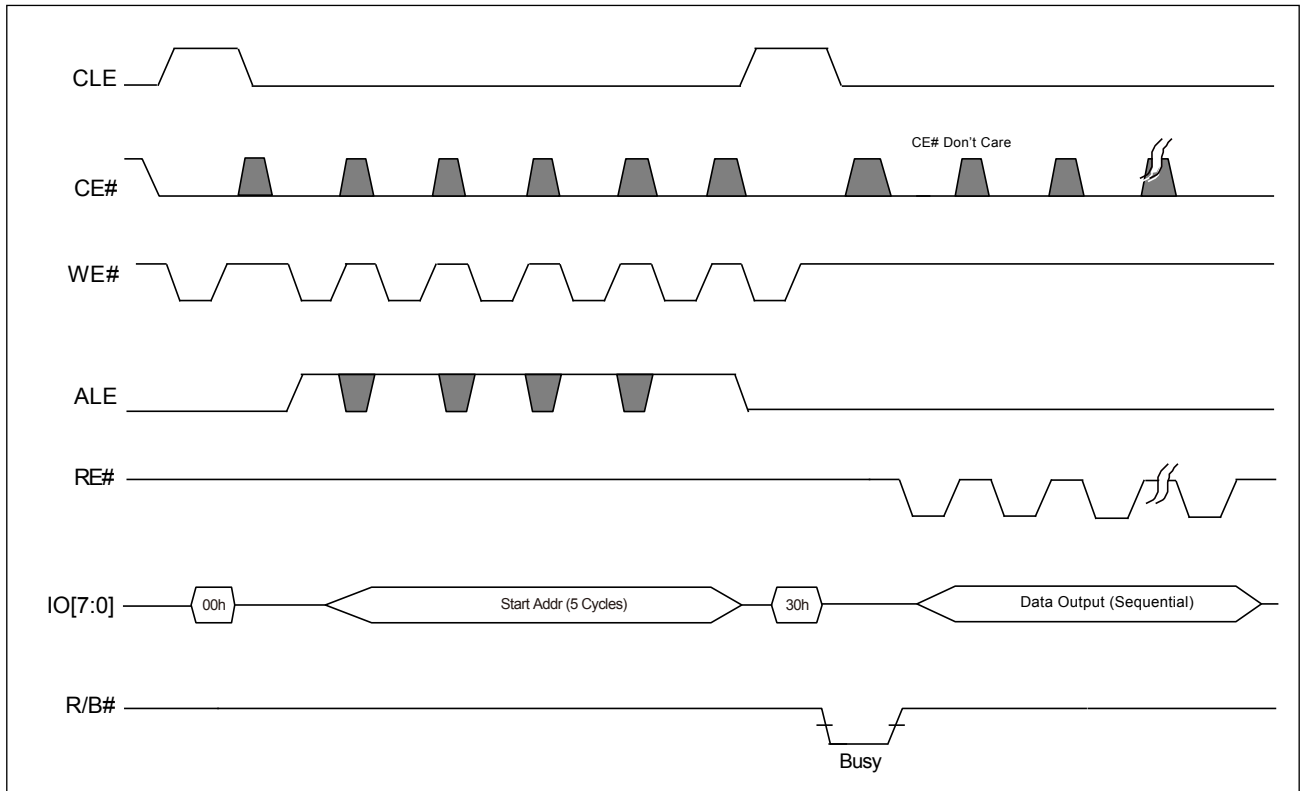 CLE
CE# Don't Care
CE#
WE#
ALE
RE#
IO[7:0]
00h
Start Addr (5 Cycles)
30h
Data Output (Sequential)
R/B#
Busy